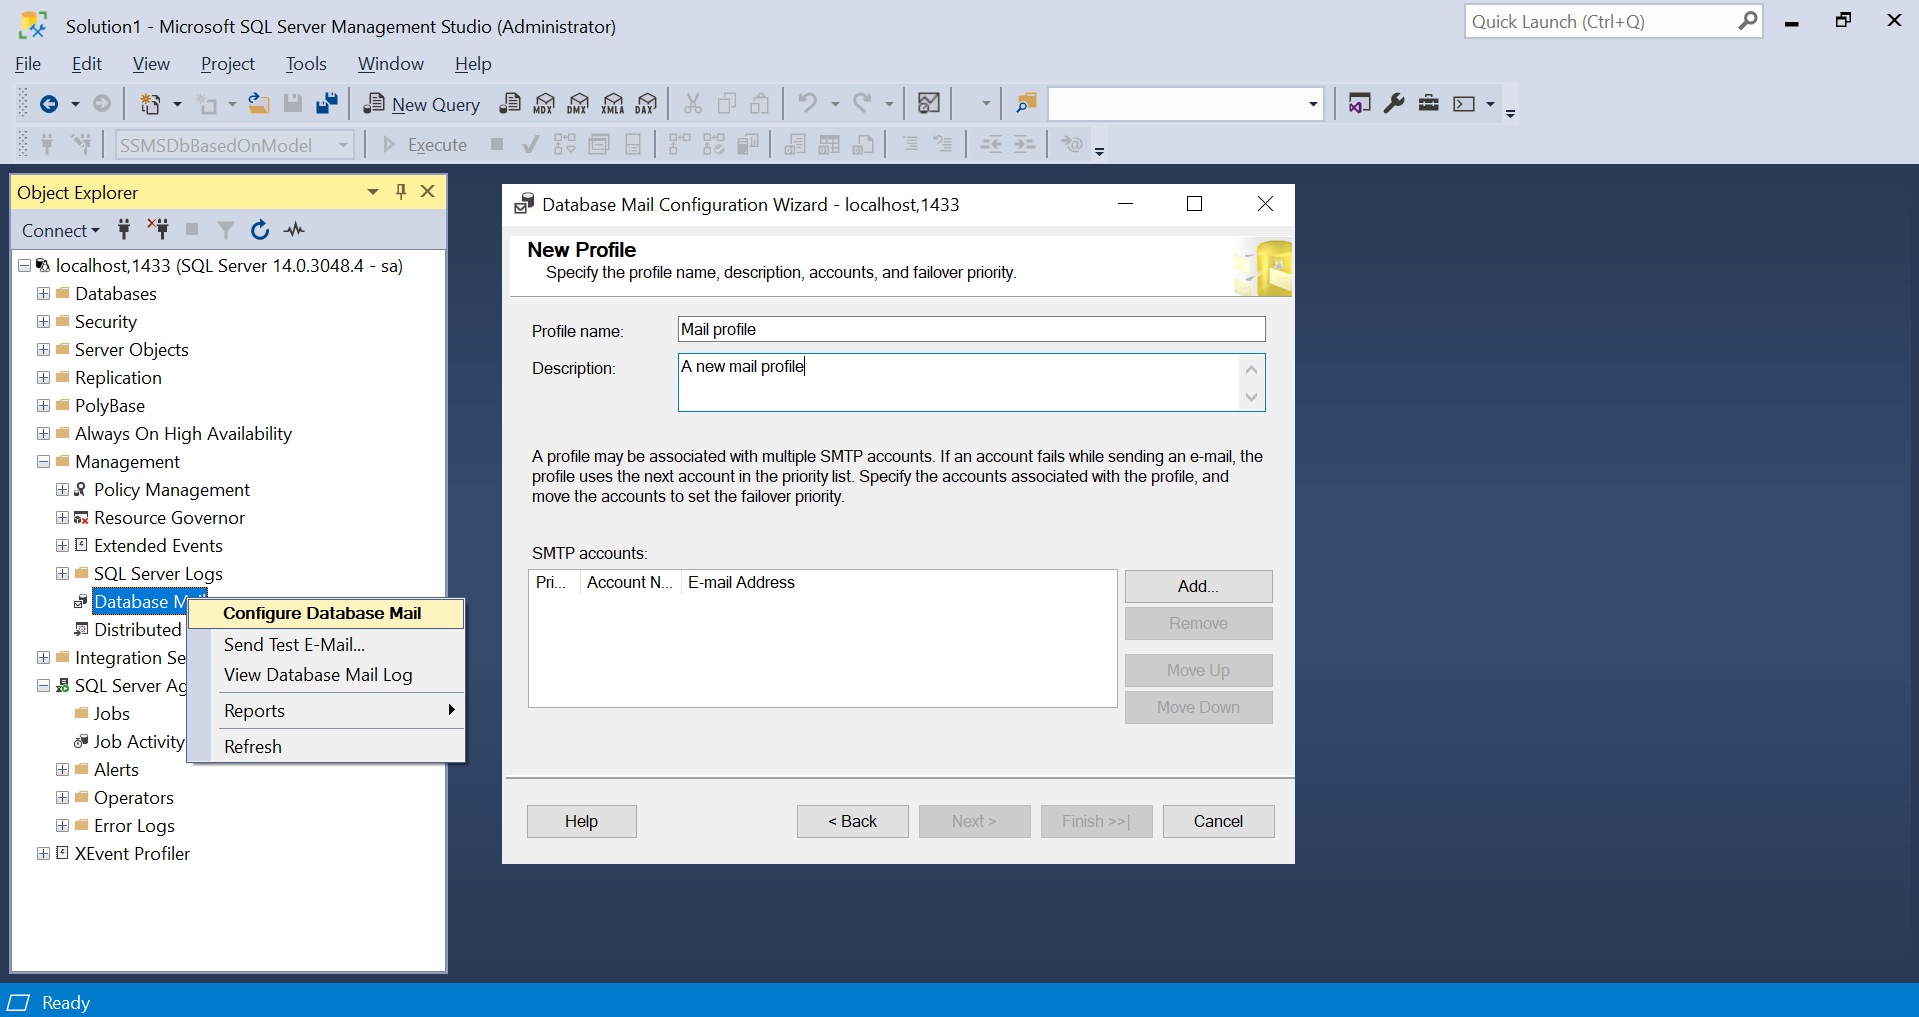 Solution1 - Microsoft SQL Server Management Studio (Administrator)
Quick Launch (Ctrl+Q)
File Edit View Project Tools Window Help
New Query MDX DMX XMLA DAX
SSMSDbBasedOnModel Execute
Object Explorer
Connect
localhost,1433 (SQL Server 14.0.3048.4 - sa)
Databases
Security
Server Objects
Replication
PolyBase
Always On High Availability
Management
Policy Management
Resource Governor
Extended Events
SQL Server Logs
Database Mail
Distributed
Integration Se
SQL Server Ag
Jobs
Job Activity
Alerts
Operators
Error Logs
XEvent Profiler
Configure Database Mail
Send Test E-Mail...
View Database Mail Log
Reports
Refresh
Database Mail Configuration Wizard - localhost,1433
New Profile
Specify the profile name, description, accounts, and failover priority.
Profile name: Mail profile
Description: A new mail profile
A profile may be associated with multiple SMTP accounts. If an account fails while sending an e-mail, the
profile uses the next account in the priority list. Specify the accounts associated with the profile, and
move the accounts to set the failover priority.
SMTP accounts:
Pri... Account N... E-mail Address
Add...
Remove
Move Up
Move Down
Help < Back Next > Finish >>| Cancel
Ready